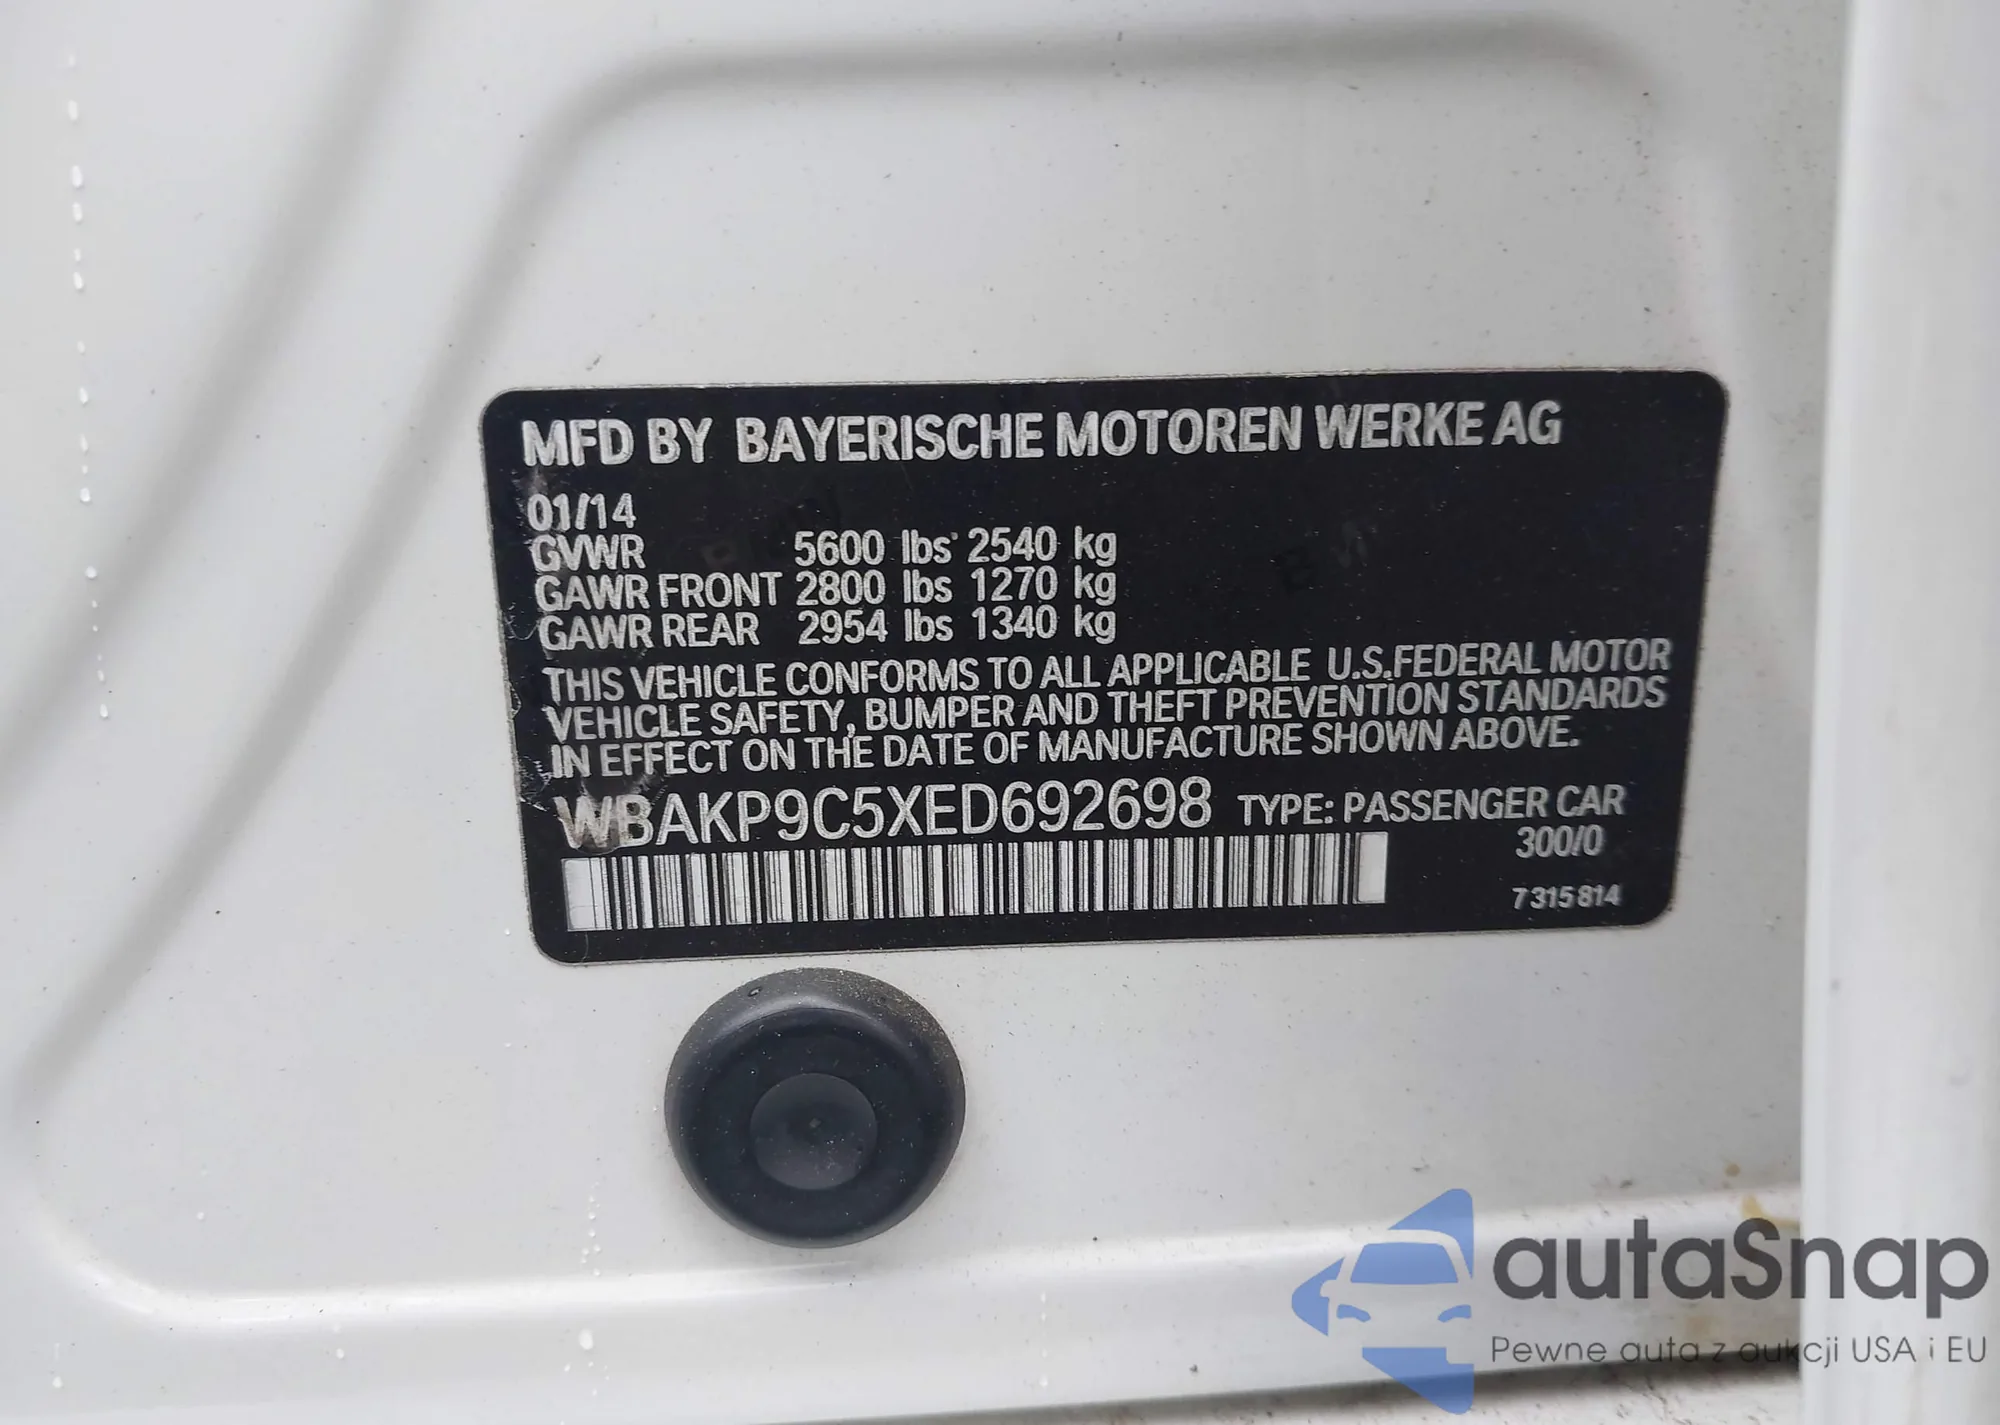 MFD BY BAYERISCHE MOTOREN WERKE AG
01/14
GVWR 5600 lbs 2540 kg
GAWR FRONT 2800 lbs 1270 kg
GAWR REAR 2954 lbs 1340 kg
THIS VEHICLE CONFORMS TO ALL APPLICABLE U.S.FEDERAL MOTOR
VEHICLE SAFETY, BUMPER AND THEFT PREVENTION STANDARDS
IN EFFECT ON THE DATE OF MANUFACTURE SHOWN ABOVE.
WBAKP9C5XED692698 TYPE: PASSENGER CAR
300/0
7315814
autaSnap
Pewne auta z aukcji USA i EU